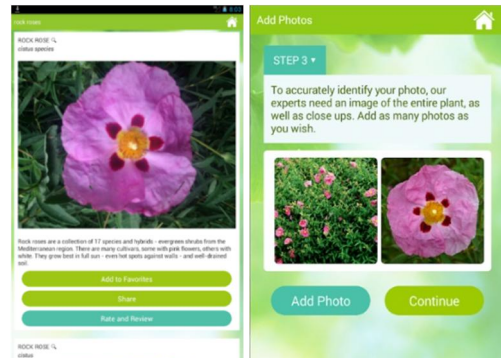 8:03
rock roses
ROCK ROSE
cistus species
Rock roses are a collection of 17 species and hybrids - evergreen shrubs from the
Mediterranean region. There are many cultivars, some with pink flowers, others with
white. They grow best in full sun - even hot spots against walls - and well-drained
soil.
Add to Favorites
Share
Rate and Review
ROCK ROSE
cistus
Add Photos
STEP 3
To accurately identify your photo, our
experts need an image of the entire plant, as
well as close ups. Add as many photos as
you wish.
Add Photo
Continue